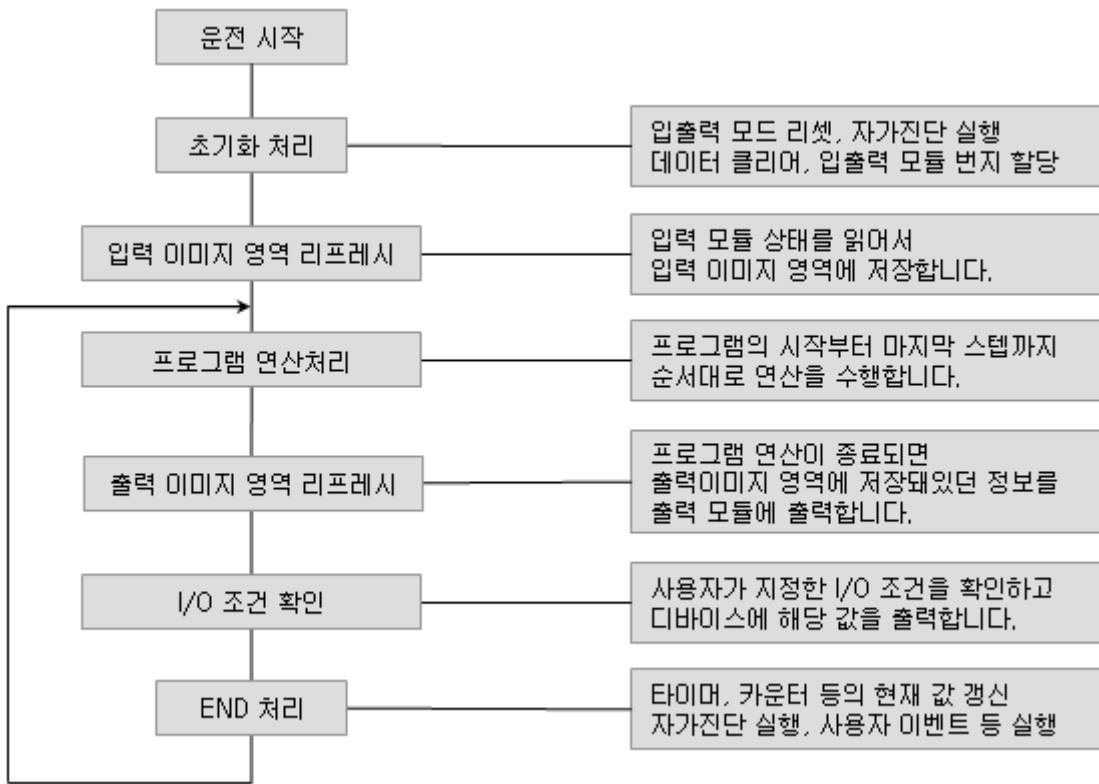 운전 시작
초기화 처리
입출력 모드 리셋, 자가진단 실행
데이터 클리어, 입출력 모듈 번지 할당
입력 이미지 영역 리프레시
입력 모듈 상태를 읽어서
입력 이미지 영역에 저장합니다.
프로그램 연산처리
프로그램의 시작부터 마지막 스텝까지
순서대로 연산을 수행합니다.
출력 이미지 영역 리프레시
프로그램 연산이 종료되면
출력이미지 영역에 저장돼있던 정보를
출력 모듈에 출력합니다.
I/O 조건 확인
사용자가 지정한 I/O 조건을 확인하고
디바이스에 해당 값을 출력합니다.
END 처리
타이머, 카운터 등의 현재 값 갱신
자가진단 실행, 사용자 이벤트 등 실행